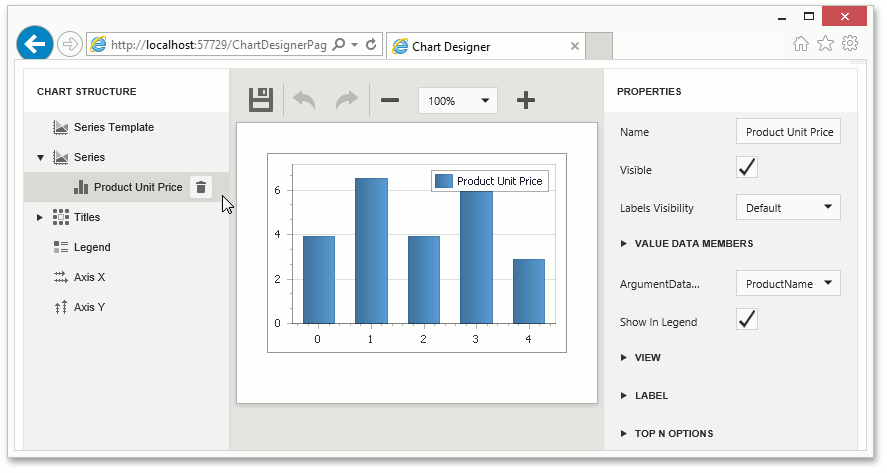 http://localhost:57729/ChartDesignerPag
Chart Designer
CHART STRUCTURE
Series Template
Series
Product Unit Price
Titles
Legend
Axis X
Axis Y
100%
Product Unit Price
6
4
2
0
0 1 2 3 4
PROPERTIES
Name Product Unit Price
Visible
Labels Visibility Default
VALUE DATA MEMBERS
ArgumentData... ProductName
Show In Legend
VIEW
LABEL
TOP N OPTIONS